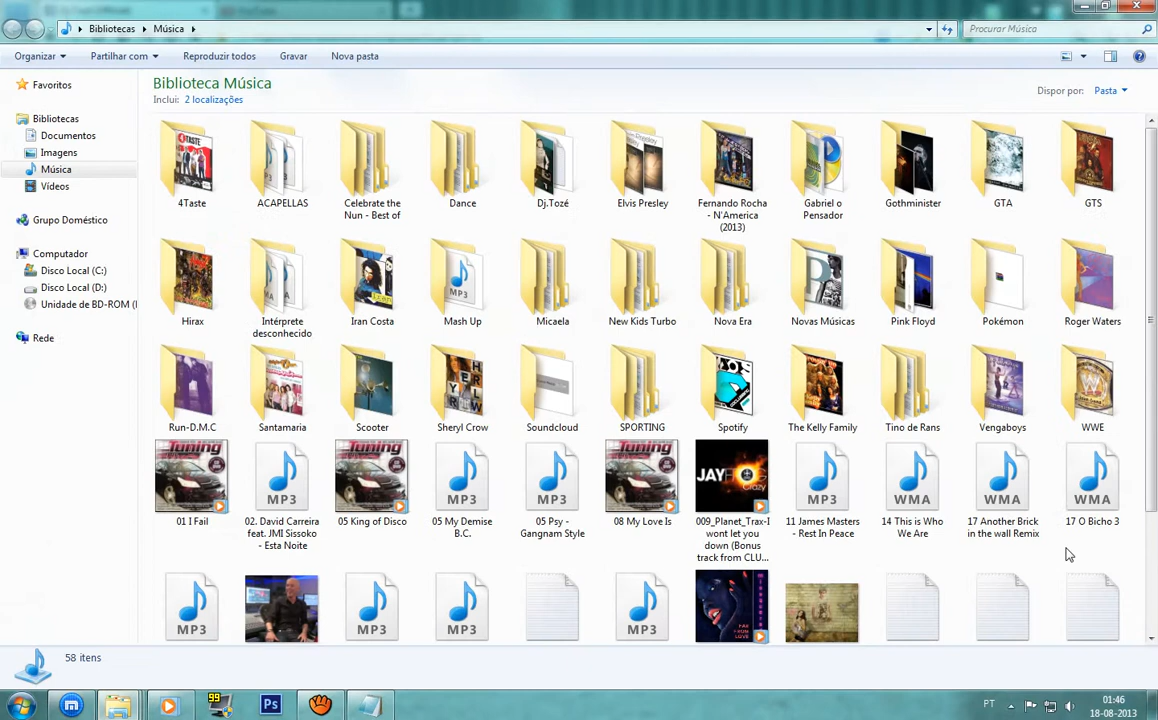 Bibliotecas ▸ Música ▸
Procurar Música
Organizar Partilhar com Reproduzir todos Gravar Nova pasta
Biblioteca Música
Inclui: 2 localizações
Dispor por: Pasta
Favoritos
Bibliotecas
Documentos
Imagens
Música
Vídeos
Grupo Doméstico
Computador
Disco Local (C:)
Disco Local (D:)
Unidade de BD-ROM (
Rede
4Taste
ACAPELLAS
Celebrate the
Nun - Best of
Dance
Dj.Tozé
Elvis Presley
Fernando Rocha
- N'America
(2013)
Gabriel o
Pensador
Gothminister
GTA
GTS
Hirax
Intérprete
desconhecido
Iran Costa
Mash Up
Micaela
New Kids Turbo
Nova Era
Novas Músicas
Pink Floyd
Pokémon
Roger Waters
Run-D.M.C
Santamaria
Scooter
Sheryl Crow
Soundcloud
SPORTING
Spotify
The Kelly Family
Tino de Rans
Vengaboys
WWE
01 I Fail
02. David Carreira
feat. JMI Sissoko
- Esta Noite
05 King of Disco
05 My Demise
B.C.
05 Psy -
Gangnam Style
08 My Love Is
009_Planet_Trax-I
wont let you
down (Bonus
track from CLU...
11 James Masters
- Rest In Peace
14 This is Who
We Are
17 Another Brick
in the wall Remix
17 O Bicho 3
Tuning
MP3
Tuning
MP3
MP3
Tuning
MP3
WMA
WMA
WMA
MP3
MP3
MP3
MP3
58 itens
99
Ps
PT
01:46
18-08-2013